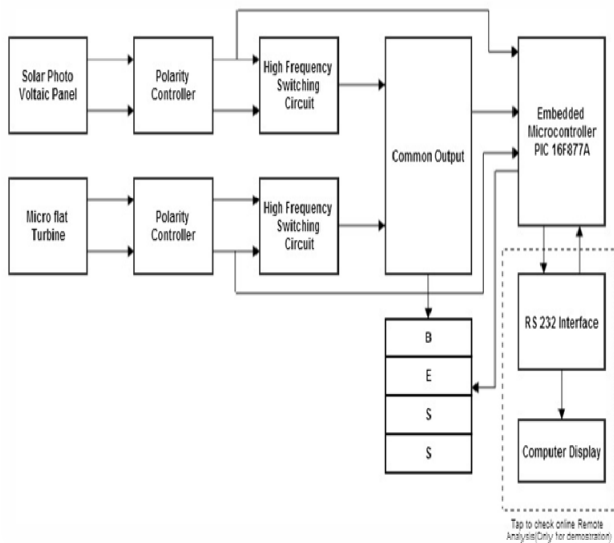 Solar Photo
Voltaic Panel
Polarity
Controller
High Frequency
Switching
Circuit
Common Output
Embedded
Microcontroller
PIC 16F877A
Micro flat
Turbine
Polarity
Controller
High Frequency
Switching
Circuit
RS 232 Interface
B
E
S
S
Computer Display
Tap to check online Remote
Analysis(Only for demostration)